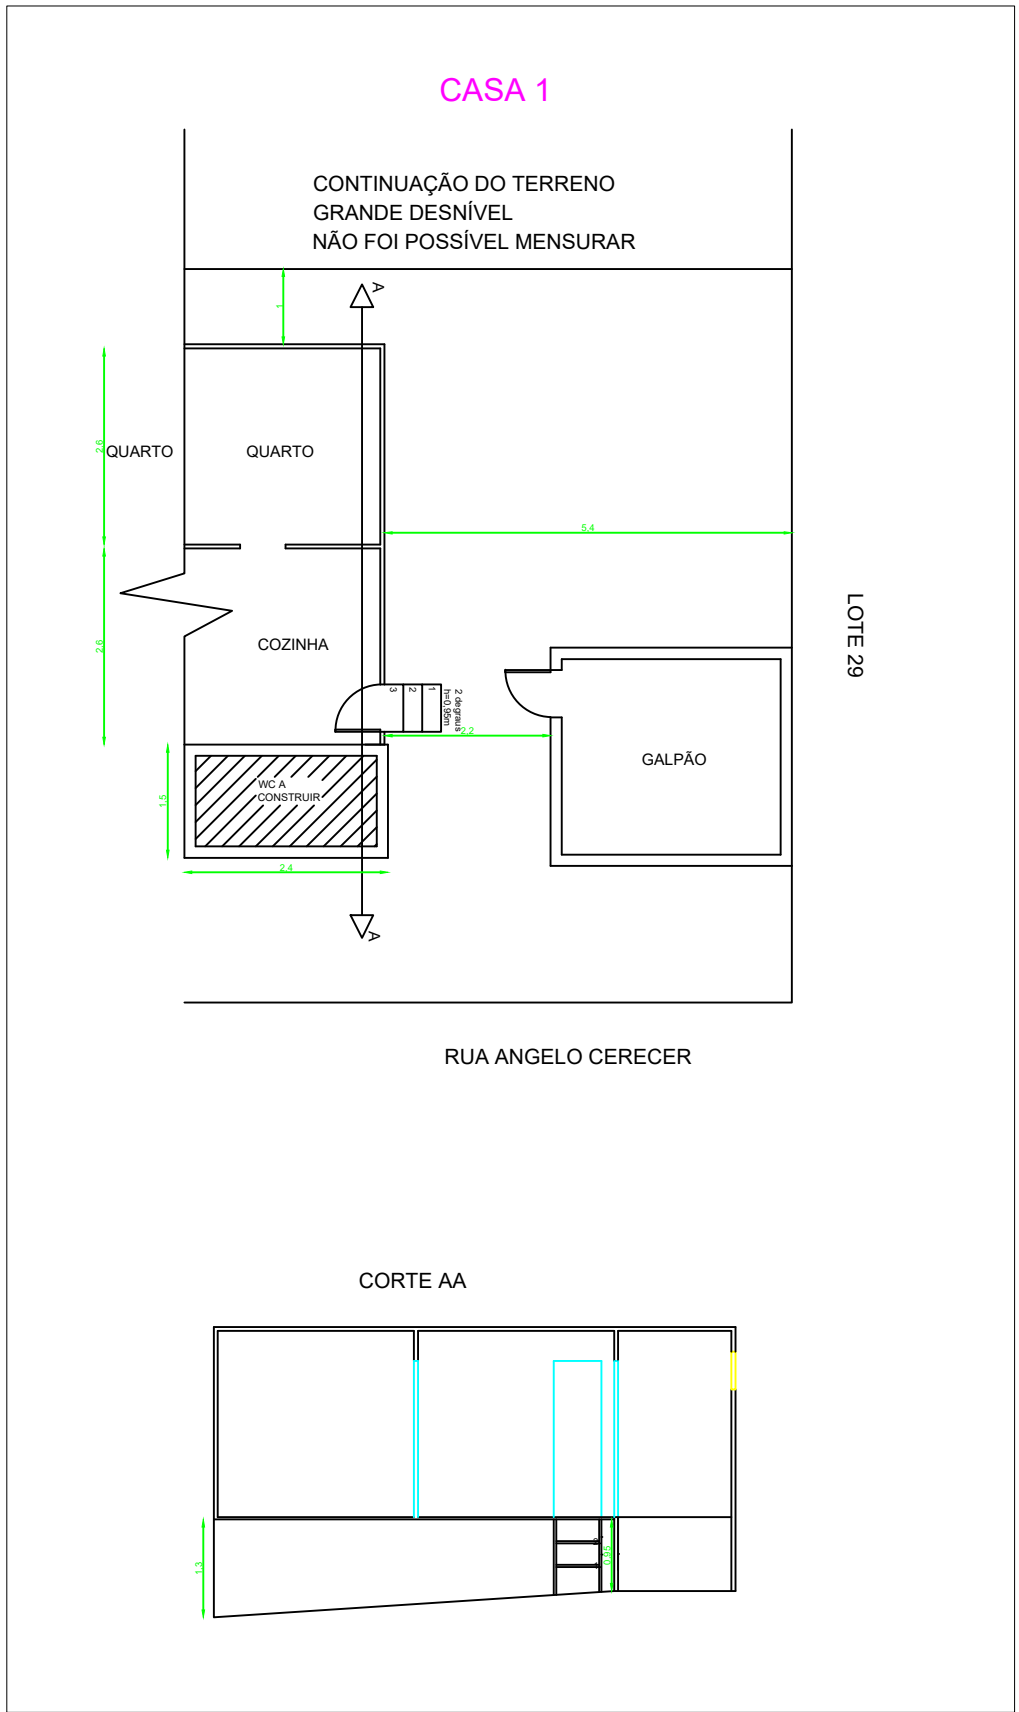 CASA 1
CONTINUAÇÃO DO TERRENO
GRANDE DESNÍVEL
NÃO FOI POSSÍVEL MENSURAR
A
1
2,6
QUARTO
QUARTO
5,4
2,6
COZINHA
LOTE 29
3
2
1
2 degraus
h=0,95m
2,2
GALPÃO
WC A
CONSTRUIR
1,5
2,4
A
RUA ANGELO CERECER
CORTE AA
1,3
0,95